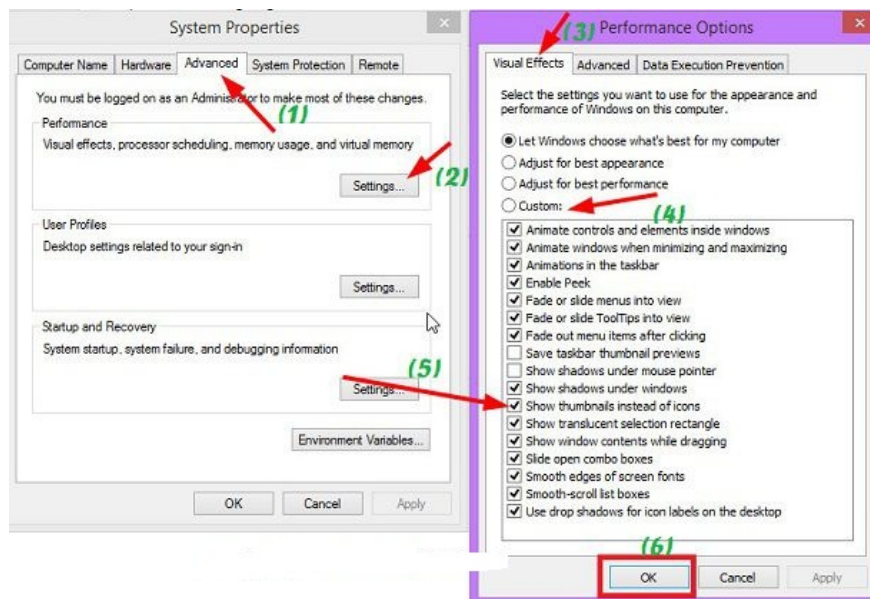 System Properties
Computer Name Hardware Advanced System Protection Remote
(1)
You must be logged on as an Administrator to make most of these changes.
Performance
Visual effects, processor scheduling, memory usage, and virtual memory
(2)
Settings...
User Profiles
Desktop settings related to your sign-in
Settings...
Startup and Recovery
System startup, system failure, and debugging information
(5)
Settings...
Environment Variables...
OK Cancel Apply
(3) Performance Options
Visual Effects Advanced Data Execution Prevention
Select the settings you want to use for the appearance and
performance of Windows on this computer.
Let Windows choose what's best for my computer
Adjust for best appearance
Adjust for best performance
Custom:
(4)
Animate controls and elements inside windows
Animate windows when minimizing and maximizing
Animations in the taskbar
Enable Peek
Fade or slide menus into view
Fade or slide ToolTips into view
Fade out menu items after clicking
Save taskbar thumbnail previews
Show shadows under mouse pointer
Show shadows under windows
Show thumbnails instead of icons
Show translucent selection rectangle
Show window contents while dragging
Slide open combo boxes
Smooth edges of screen fonts
Smooth-scroll list boxes
Use drop shadows for icon labels on the desktop
(6)
OK Cancel Apply